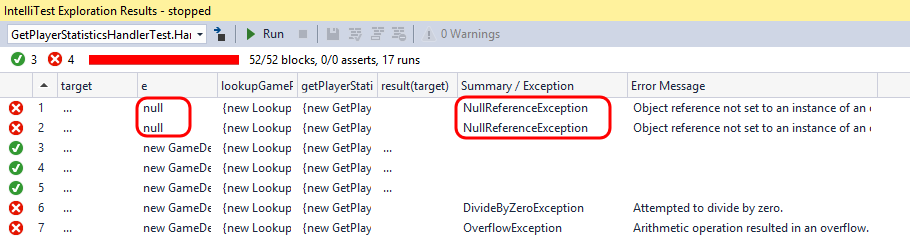 IntelliTest Exploration Results - stopped
GetPlayerStatisticsHandlerTest.Har Run 0 Warnings
3 4 52/52 blocks, 0/0 asserts, 17 runs
target e lookupGameF getPlayerStati result(target) Summary / Exception Error Message
1 ... null {new Lookup {new GetPlay NullReferenceException Object reference not set to an instance of an
2 ... null {new Lookup {new GetPlay NullReferenceException Object reference not set to an instance of an
3 ... new GameDe {new Lookup {new GetPlay ...
4 ... new GameDe {new Lookup {new GetPlay ...
5 ... new GameDe {new Lookup {new GetPlay ...
6 ... new GameDe {new Lookup {new GetPlay DivideByZeroException Attempted to divide by zero.
7 ... new GameDe {new Lookup {new GetPlay OverflowException Arithmetic operation resulted in an overflow.